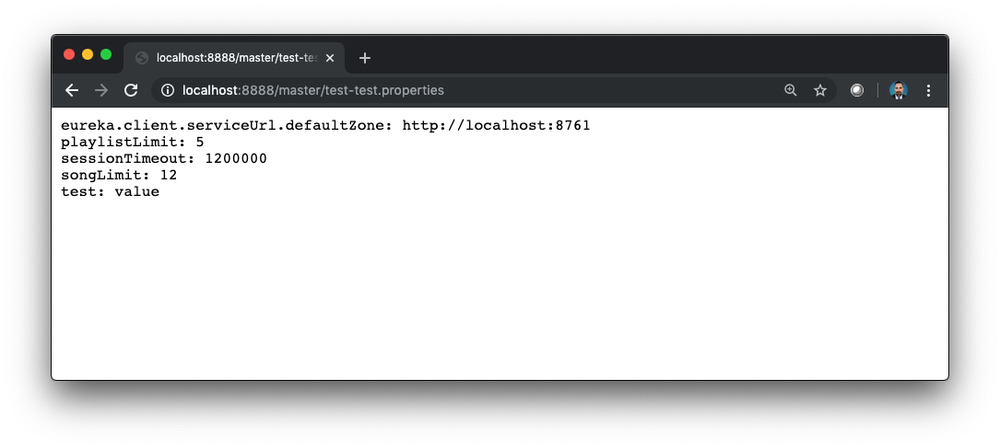 localhost:8888/master/test-te
localhost:8888/master/test-test.properties
eureka.client.serviceUrl.defaultZone: http://localhost:8761
playlistLimit: 5
sessionTimeout: 1200000
songLimit: 12
test: value